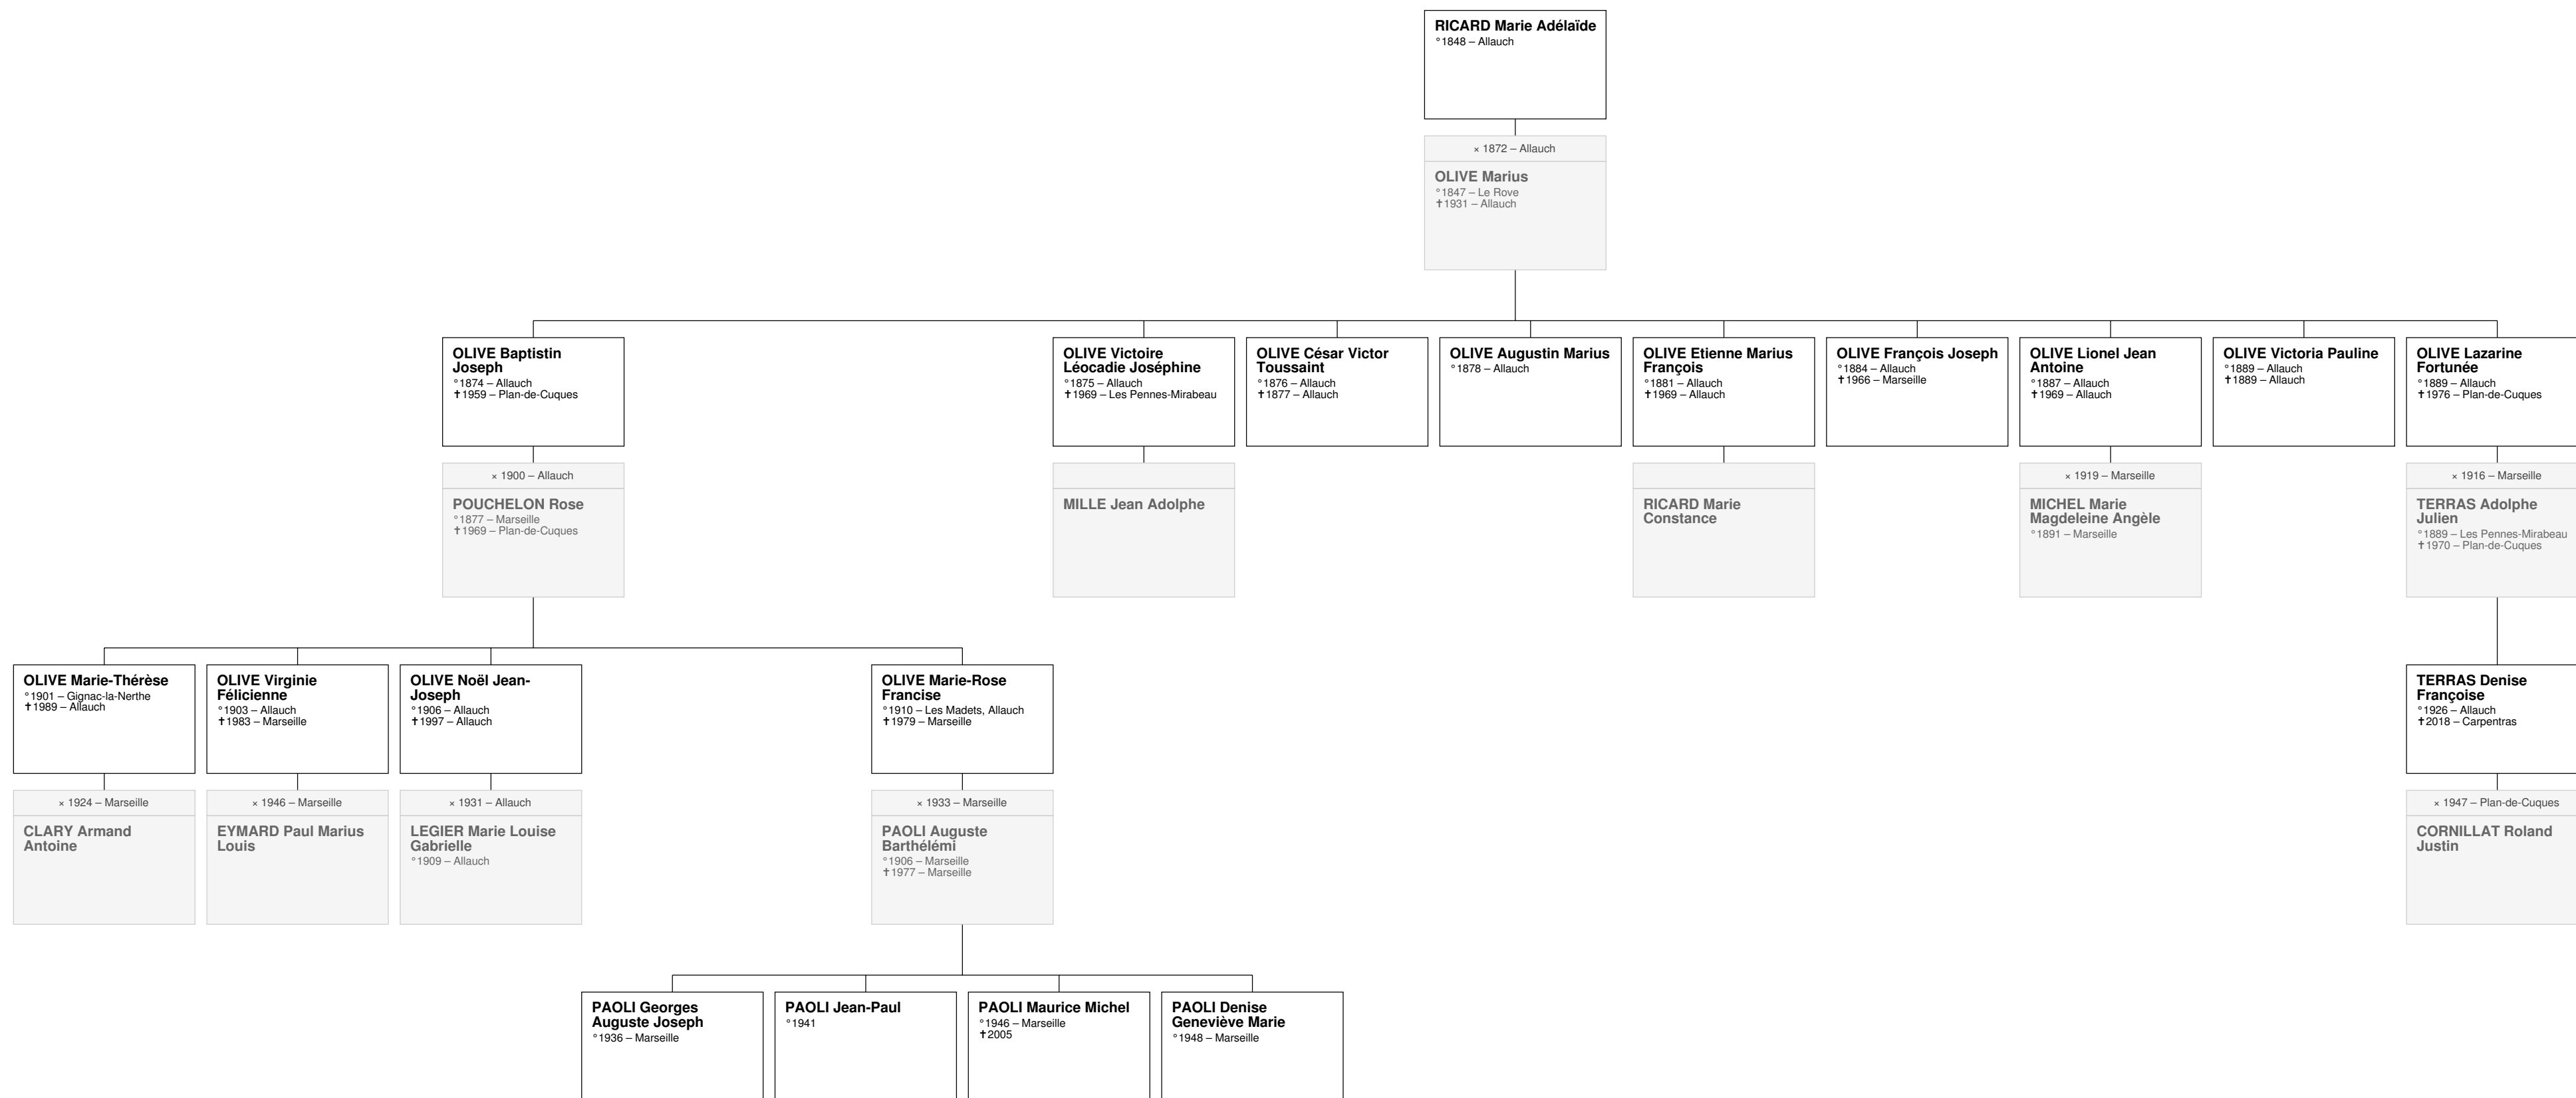 RICARD Marie Adélaïde
°1848 – Allauch
× 1872 – Allauch
OLIVE Marius
°1847 – Le Rove
✝1931 – Allauch
OLIVE Baptistin
Joseph
°1874 – Allauch
✝1959 – Plan-de-Cuques
× 1900 – Allauch
POUCHELON Rose
°1877 – Marseille
✝1969 – Plan-de-Cuques
OLIVE Victoire
Léocadie Joséphine
°1875 – Allauch
✝1969 – Les Pennes-Mirabeau
MILLE Jean Adolphe
OLIVE César Victor
Toussaint
°1876 – Allauch
✝1877 – Allauch
OLIVE Augustin Marius
°1878 – Allauch
OLIVE Etienne Marius
François
°1881 – Allauch
✝1969 – Allauch
RICARD Marie
Constance
OLIVE François Joseph
°1884 – Allauch
✝1966 – Marseille
OLIVE Lionel Jean
Antoine
°1887 – Allauch
✝1969 – Allauch
× 1919 – Marseille
MICHEL Marie
Magdeleine Angèle
°1891 – Marseille
OLIVE Victoria Pauline
°1889 – Allauch
✝1889 – Allauch
OLIVE Lazarine
Fortunée
°1889 – Allauch
✝1976 – Plan-de-Cuques
× 1916 – Marseille
TERRAS Adolphe
Julien
°1889 – Les Pennes-Mirabeau
✝1970 – Plan-de-Cuques
OLIVE Marie-Thérèse
°1901 – Gignac-la-Nerthe
✝1989 – Allauch
× 1924 – Marseille
CLARY Armand
Antoine
OLIVE Virginie
Félicienne
°1903 – Allauch
✝1983 – Marseille
× 1946 – Marseille
EYMARD Paul Marius
Louis
OLIVE Noël Jean-
Joseph
°1906 – Allauch
✝1997 – Allauch
× 1931 – Allauch
LEGIER Marie Louise
Gabrielle
°1909 – Allauch
OLIVE Marie-Rose
Francise
°1910 – Les Madets, Allauch
✝1979 – Marseille
× 1933 – Marseille
PAOLI Auguste
Barthélémi
°1906 – Marseille
✝1977 – Marseille
TERRAS Denise
Françoise
°1926 – Allauch
✝2018 – Carpentras
× 1947 – Plan-de-Cuques
CORNILLAT Roland
Justin
PAOLI Georges
Auguste Joseph
°1936 – Marseille
PAOLI Jean-Paul
°1941
PAOLI Maurice Michel
°1946 – Marseille
✝2005
PAOLI Denise
Geneviève Marie
°1948 – Marseille